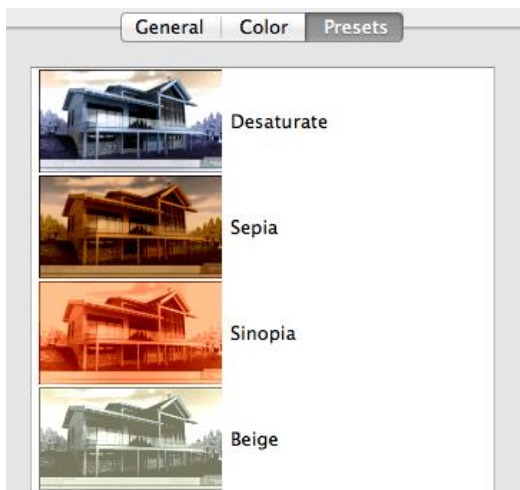 General Color Presets
Desaturate
Sepia
Sinopia
Beige